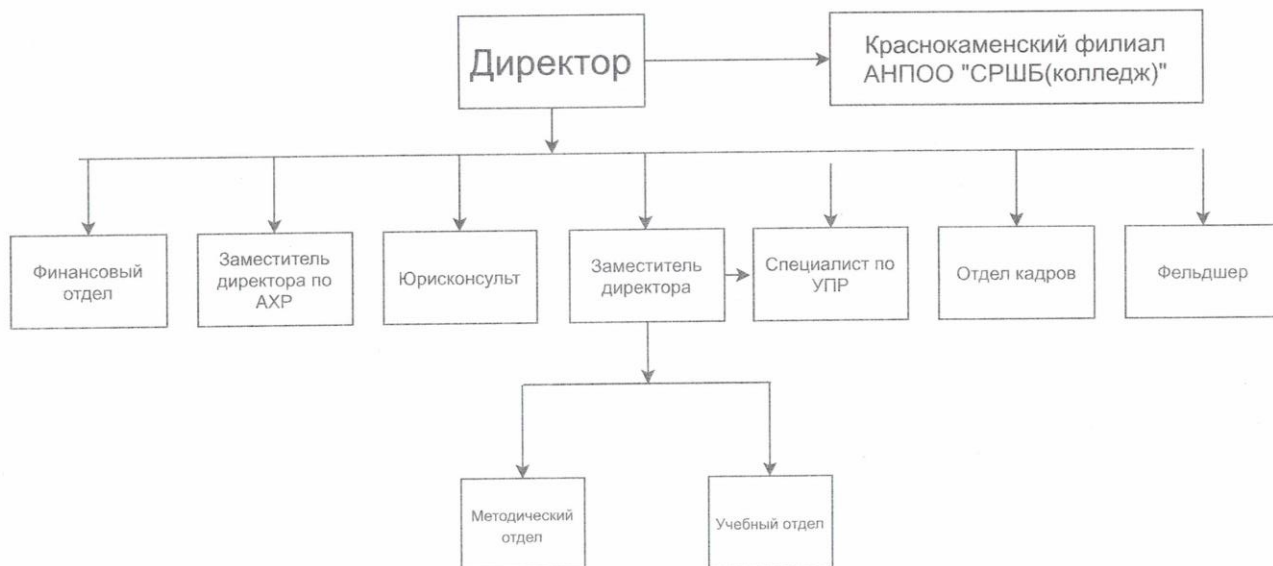 Директор
Краснокаменский филиал
АНПОО "СРШБ(колледж)"
Финансовый
отдел
Заместитель
директора по
АХР
Юрисконсульт
Заместитель
директора
Специалист по
УПР
Отдел кадров
Фельдшер
Методический
отдел
Учебный отдел